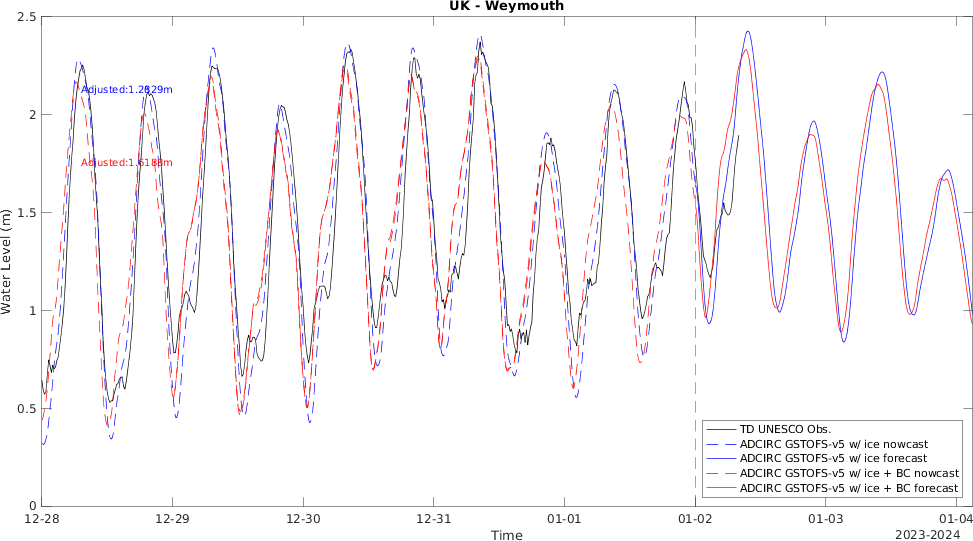 UK - Weymouth
2.5
2
1.5
1
0.5
0
Water Level (m)
Adjusted:1.2829m
Adjusted:1.6188m
TD UNESCO Obs.
ADCIRC GSTOFS-v5 w/ ice nowcast
ADCIRC GSTOFS-v5 w/ ice forecast
ADCIRC GSTOFS-v5 w/ ice + BC nowcast
ADCIRC GSTOFS-v5 w/ ice + BC forecast
12-28 12-29 12-30 12-31 01-01 01-02 01-03 01-04
Time
2023-2024